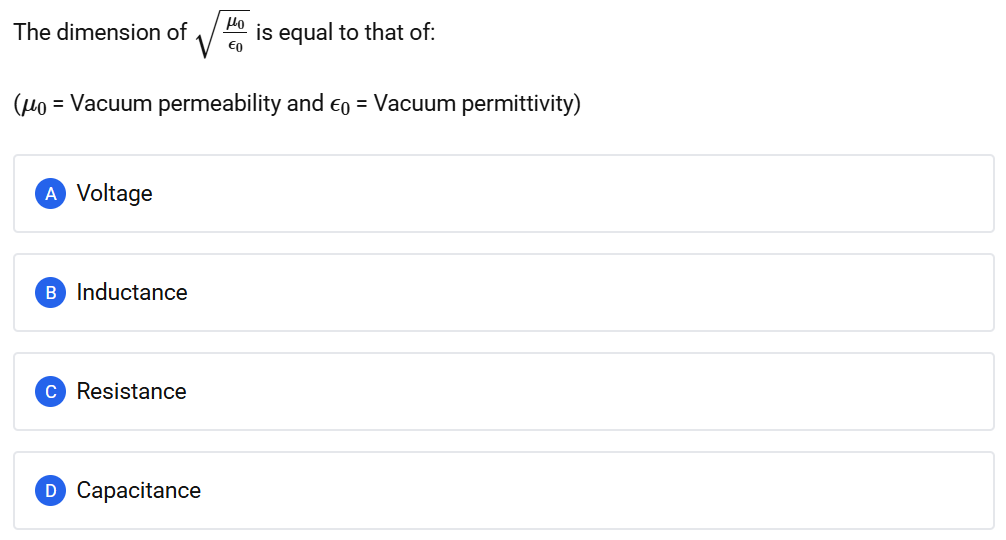 The dimension of $\sqrt{\frac{\mu_0}{\epsilon_0}}$ is equal to that of:
($\mu_0$ = Vacuum permeability and $\epsilon_0$ = Vacuum permittivity)
A Voltage
B Inductance
C Resistance
D Capacitance